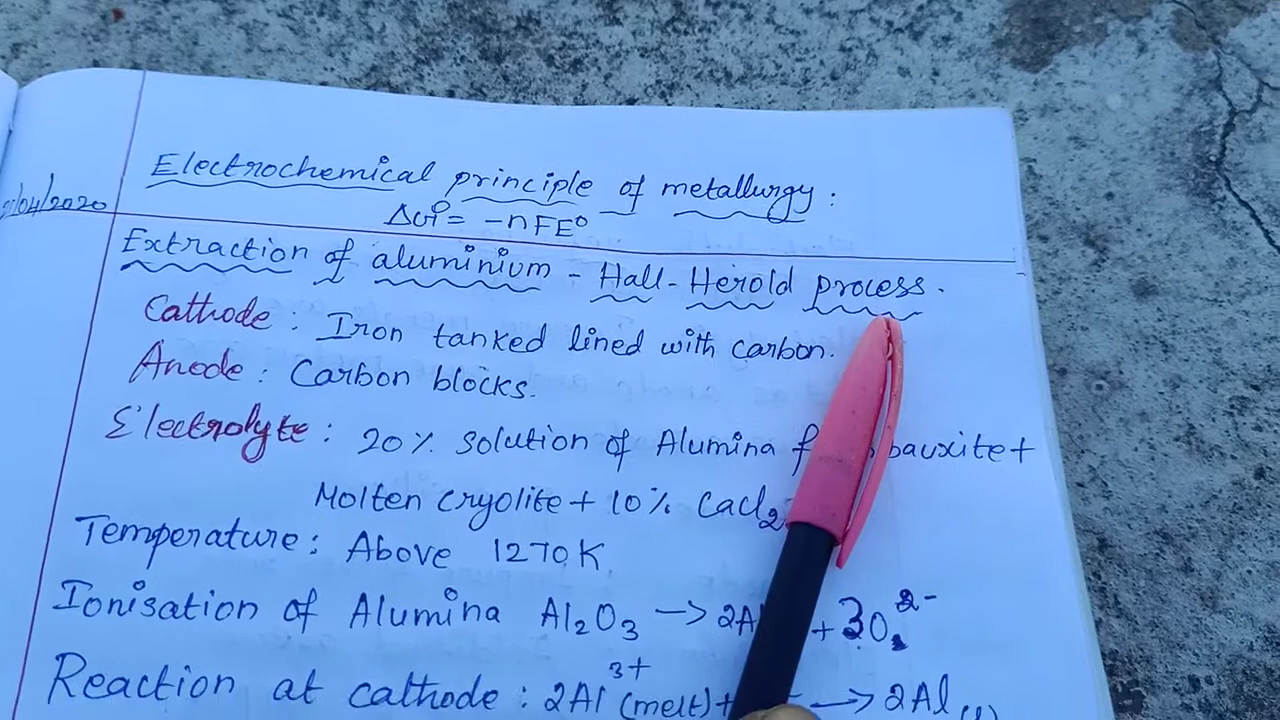 Electrochemical principle of metallurgy:
/04/2020
ΔG° = -nFE°
Extraction of aluminium - Hall-Herold process.
Cathode: Iron tanked lined with carbon.
Anode: Carbon blocks.
Electrolyte: 20% solution of Alumina bauxite +
Molten cryolite + 10% CaCl₂
Temperature: Above 1270K
Ionisation of Alumina Al₂O₃ → 2A + 3O²⁻
Reaction at cathode: 2Al³⁺(melt) + → 2Al(l)